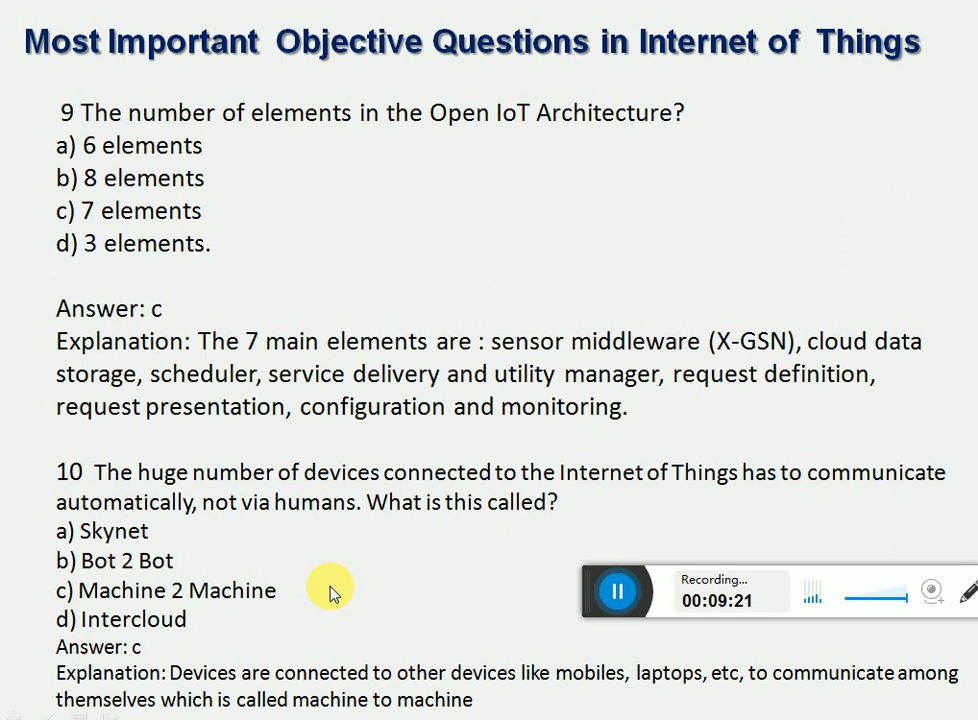 Most Important Objective Questions in Internet of Things
9 The number of elements in the Open IoT Architecture?
a) 6 elements
b) 8 elements
c) 7 elements
d) 3 elements.
Answer: c
Explanation: The 7 main elements are : sensor middleware (X-GSN), cloud data
storage, scheduler, service delivery and utility manager, request definition,
request presentation, configuration and monitoring.
10 The huge number of devices connected to the Internet of Things has to communicate
automatically, not via humans. What is this called?
a) Skynet
b) Bot 2 Bot
c) Machine 2 Machine
d) Intercloud
Answer: c
Explanation: Devices are connected to other devices like mobiles, laptops, etc, to communicate among
themselves which is called machine to machine
Recording...
00:09:21